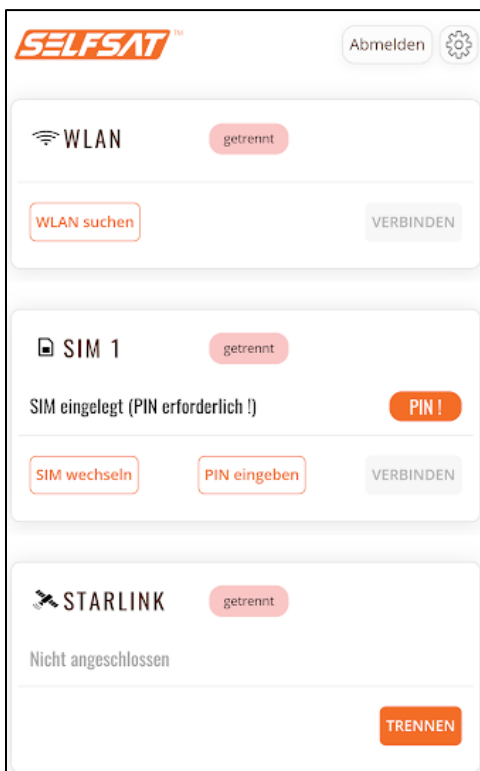 SELFSAT™
Abmelden
WLAN
getrennt
WLAN suchen
VERBINDEN
SIM 1
getrennt
SIM eingelegt (PIN erforderlich !)
PIN !
SIM wechseln
PIN eingeben
VERBINDEN
STARLINK
getrennt
Nicht angeschlossen
TRENNEN